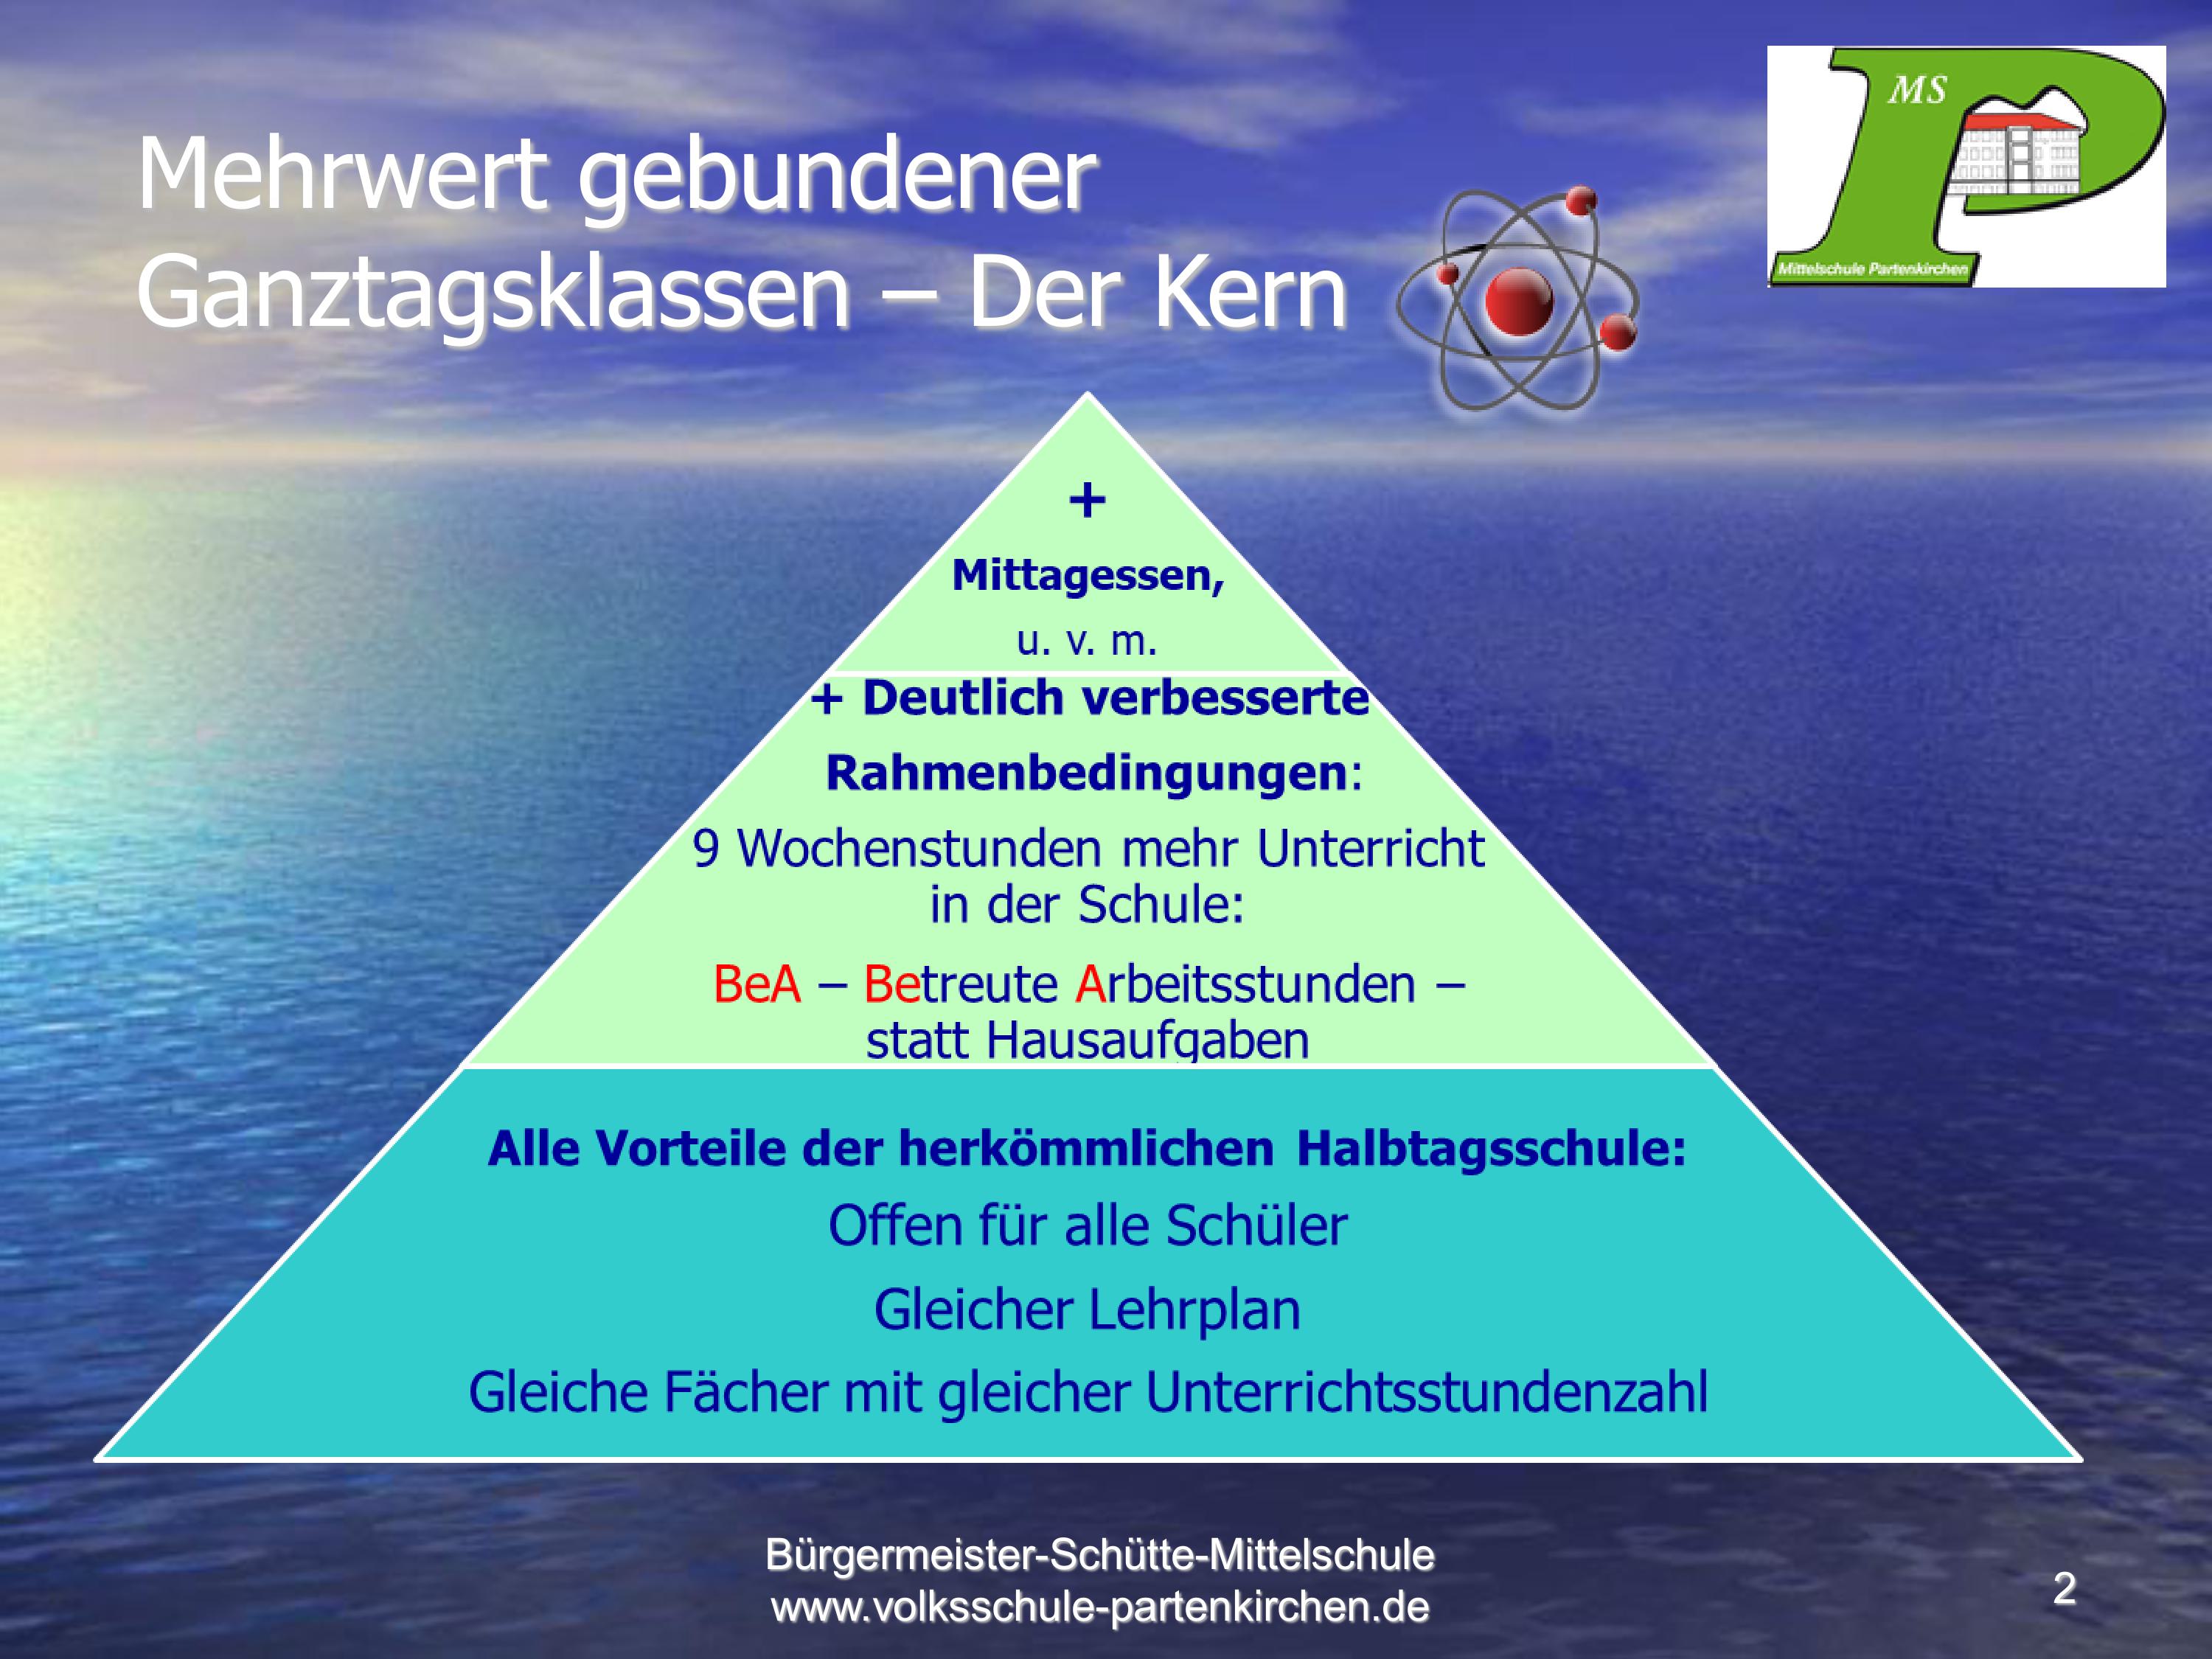 Mehrwert gebundener
Ganztagsklassen – Der Kern
MS
Mittelschule Partenkirchen
+
Mittagessen,
u. v. m.
+ Deutlich verbesserte
Rahmenbedingungen:
9 Wochenstunden mehr Unterricht
in der Schule:
BeA – Betreute Arbeitsstunden –
statt Hausaufgaben
Alle Vorteile der herkömmlichen Halbtagsschule:
Offen für alle Schüler
Gleicher Lehrplan
Gleiche Fächer mit gleicher Unterrichtsstundenzahl
Bürgermeister-Schütte-Mittelschule
www.volksschule-partenkirchen.de
2